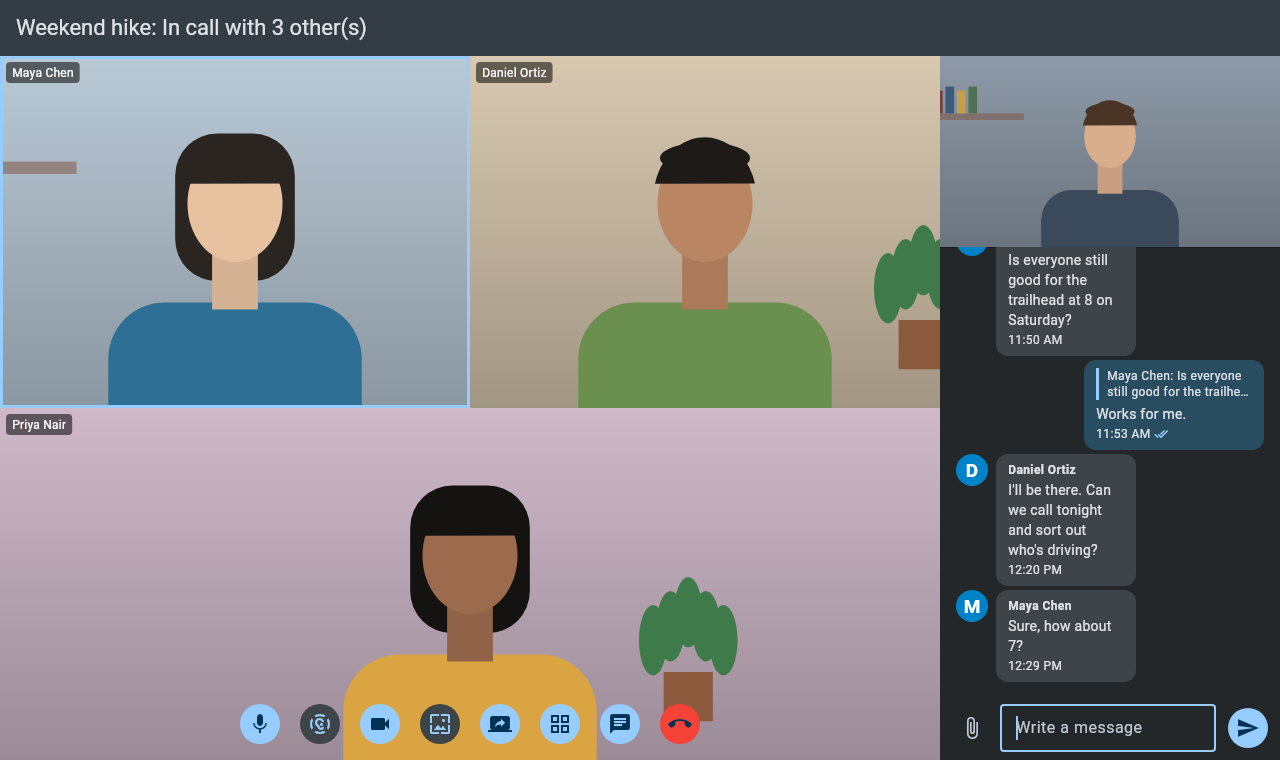 Weekend hike: In call with 3 other(s)
Maya Chen
Daniel Ortiz
Priya Nair
Is everyone still
good for the
trailhead at 8 on
Saturday?
11:50 AM
Maya Chen: Is everyone
still good for the trailhe…
Works for me.
11:53 AM
D
Daniel Ortiz
I'll be there. Can
we call tonight
and sort out
who's driving?
12:20 PM
M
Maya Chen
Sure, how about
7?
12:29 PM
Write a message